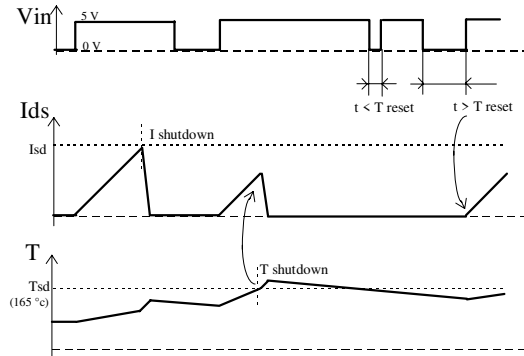 Vin
5 V
0 V
t < T reset
t > T reset
Ids
I shutdown
Isd
T
T shutdown
Tsd
(165 °c)